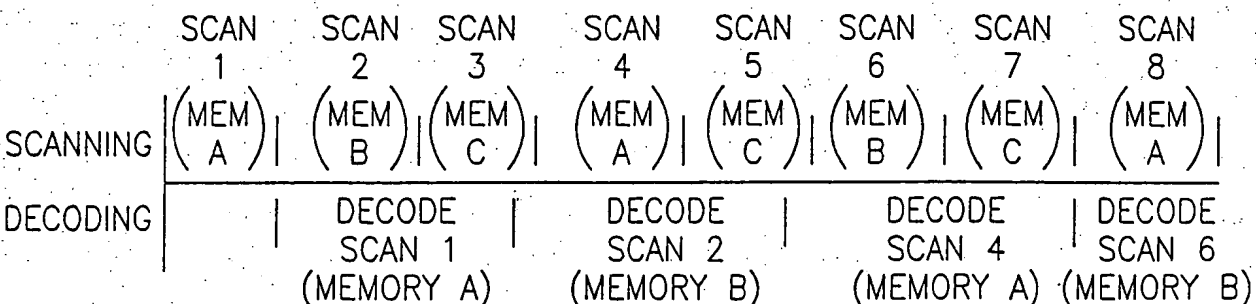 SCAN SCAN SCAN SCAN SCAN SCAN SCAN SCAN
1 2 3 4 5 6 7 8
SCANNING (MEM A) (MEM B) (MEM C) (MEM A) (MEM C) (MEM B) (MEM C) (MEM A)
DECODING DECODE DECODE DECODE DECODE
SCAN 1 SCAN 2 SCAN 4 SCAN 6
(MEMORY A) (MEMORY B) (MEMORY A) (MEMORY B)